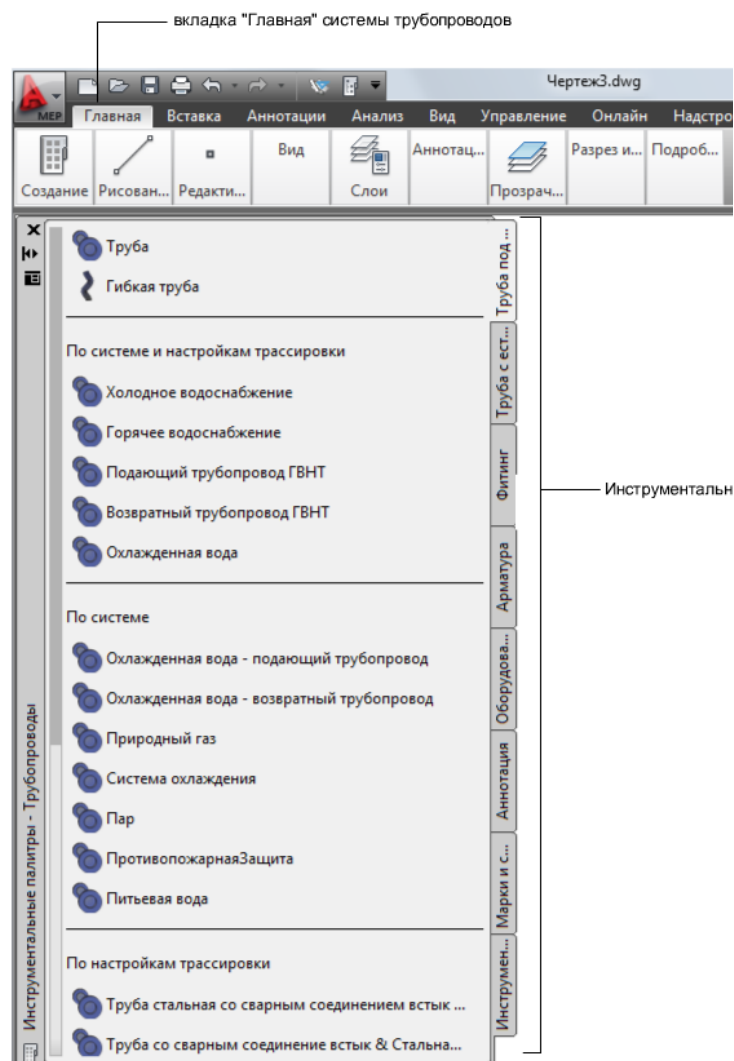 вкладка "Главная" системы трубопроводов
Чертеж3.dwg
MEP
Главная Вставка Аннотации Анализ Вид Управление Онлайн Надстро
Вид Аннотац... Разрез и... Подроб...
Создание Рисован... Редакти... Слои Прозрач...
Труба
Гибкая труба
По системе и настройкам трассировки
Холодное водоснабжение
Горячее водоснабжение
Подающий трубопровод ГВНТ
Возвратный трубопровод ГВНТ
Охлажденная вода
По системе
Охлажденная вода - подающий трубопровод
Охлажденная вода - возвратный трубопровод
Природный газ
Система охлаждения
Пар
ПротивопожарнаяЗащита
Питьевая вода
По настройкам трассировки
Труба стальная со сварным соединением встык ...
Труба со сварным соединение встык & Стальна...
Труба под ...
Труба с ест...
Фитинг
Арматура
Оборудова...
Аннотация
Марки и с...
Инструмен...
Инструментальные палитры - Трубопроводы
Инструментальн